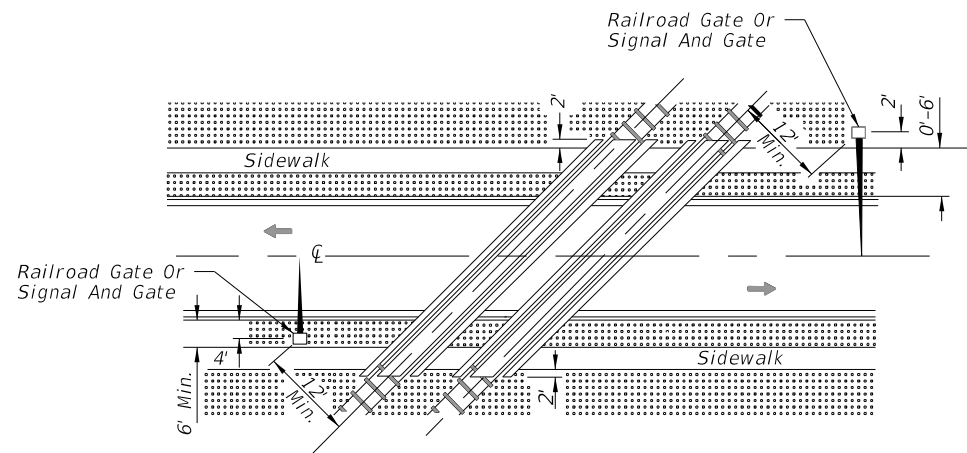 Railroad Gate Or
Signal And Gate
2'
2'
0'-6'
12'
Min.
Sidewalk
℄
Railroad Gate Or
Signal And Gate
4'
Sidewalk
6' Min.
12'
Min.
2'